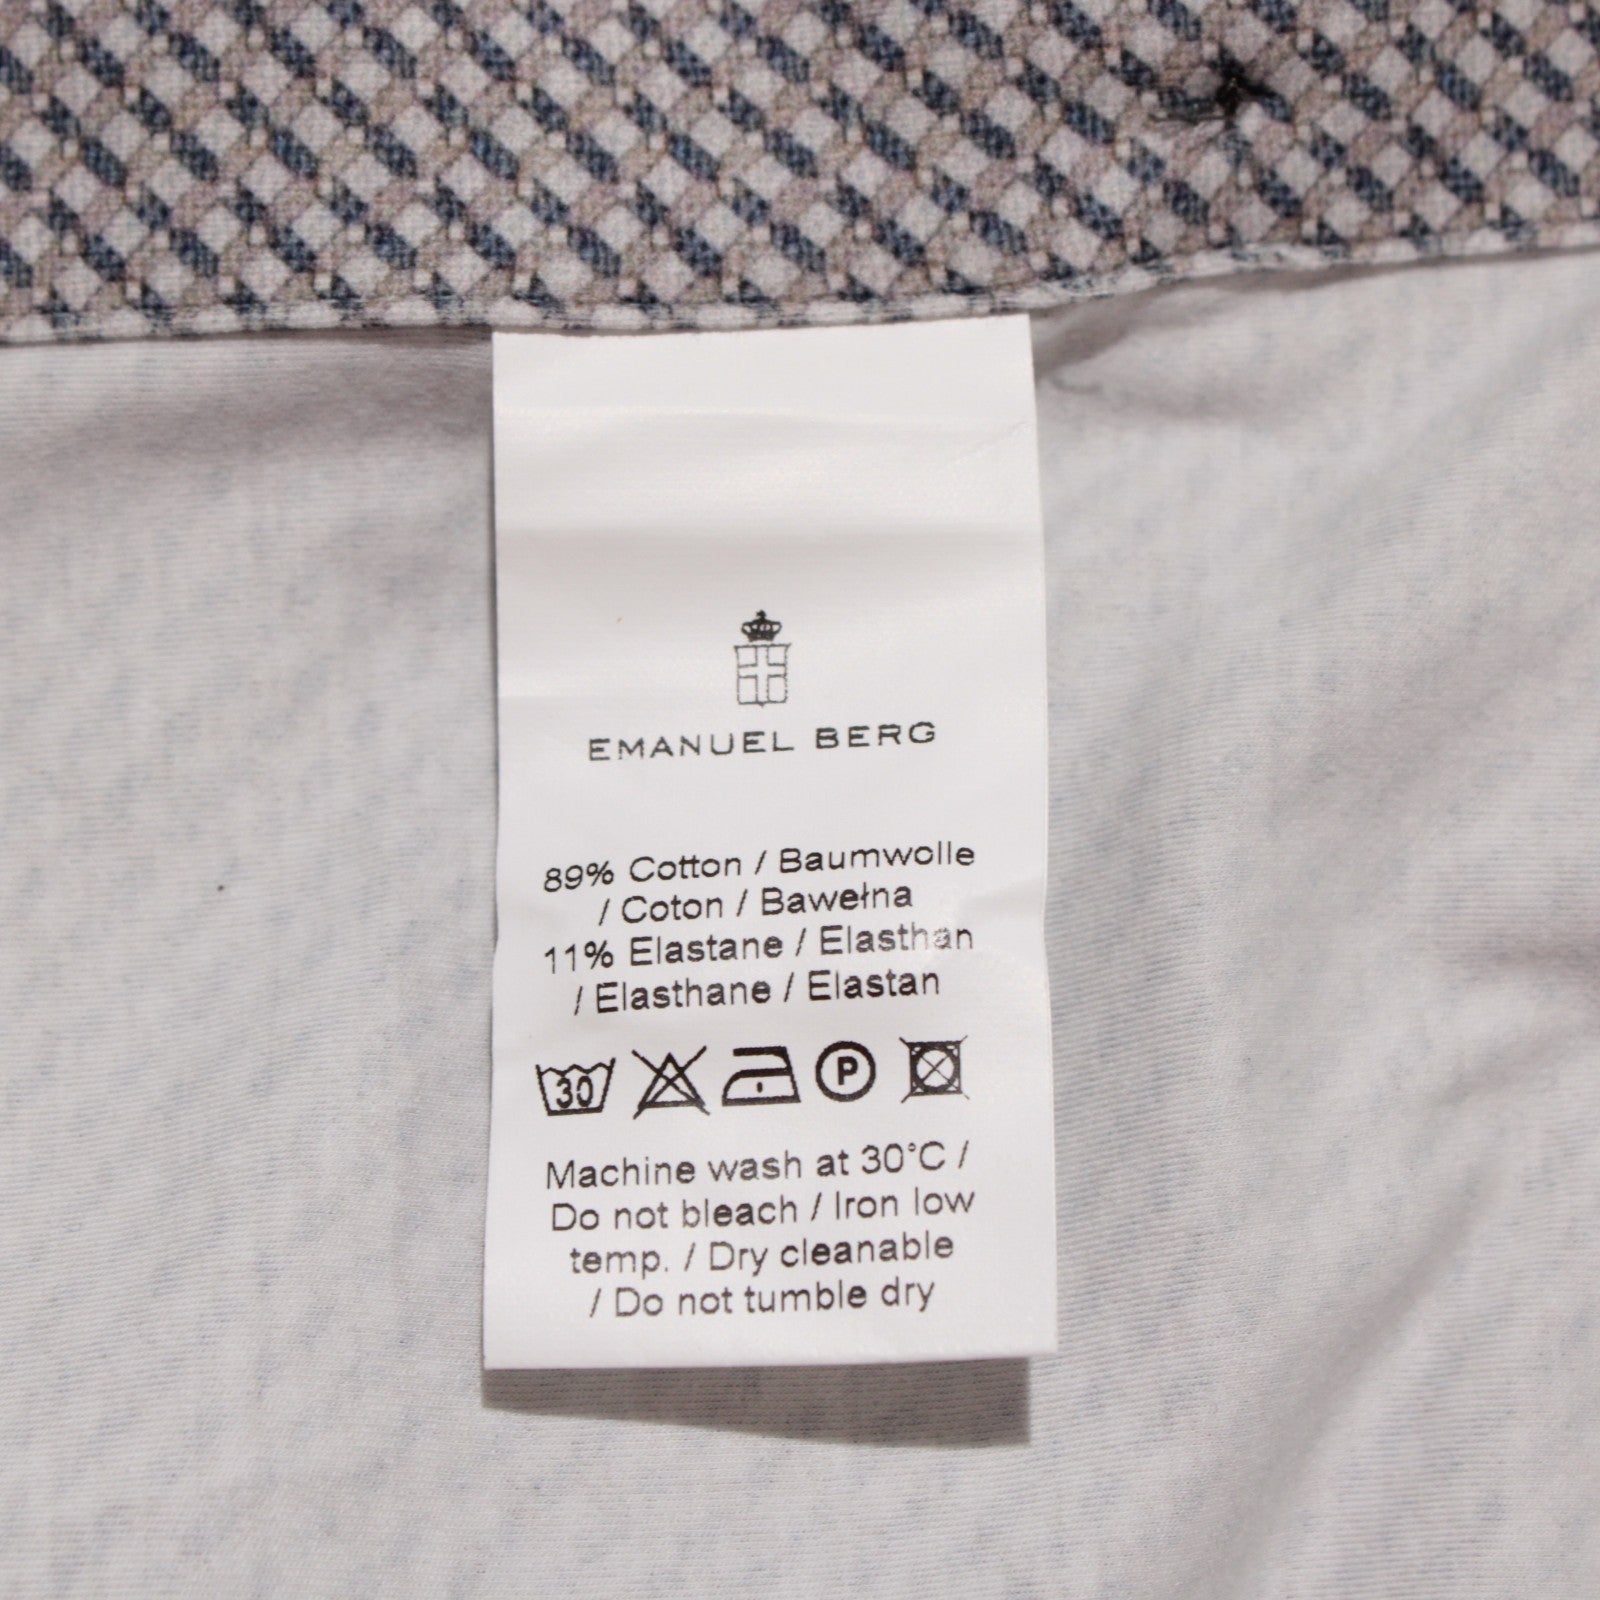 EMANUEL BERG
89% Cotton / Baumwolle
/ Coton / Bawełna
11% Elastane / Elasthan
/ Elasthane / Elastan
30 P
Machine wash at 30°C /
Do not bleach / Iron low
temp. / Dry cleanable
/ Do not tumble dry